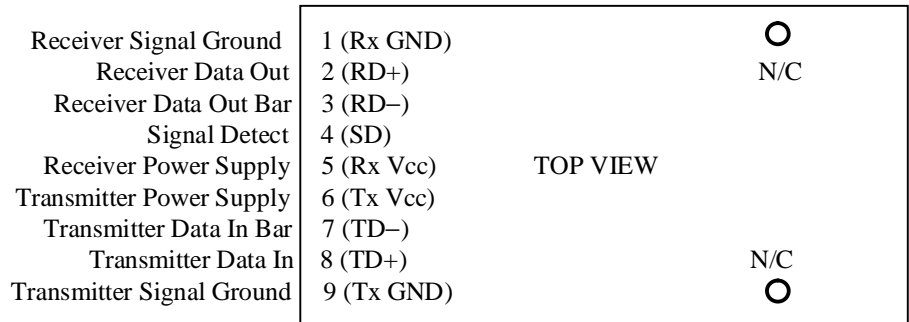 Receiver Signal Ground 1 (Rx GND)
Receiver Data Out 2 (RD+) N/C
Receiver Data Out Bar 3 (RD−)
Signal Detect 4 (SD)
Receiver Power Supply 5 (Rx Vcc) TOP VIEW
Transmitter Power Supply 6 (Tx Vcc)
Transmitter Data In Bar 7 (TD−)
Transmitter Data In 8 (TD+) N/C
Transmitter Signal Ground 9 (Tx GND)